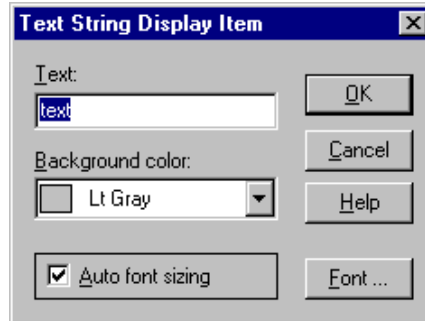 Text String Display Item
Text:
text
OK
Cancel
Background color:
Lt Gray
Help
Auto font sizing
Font ...